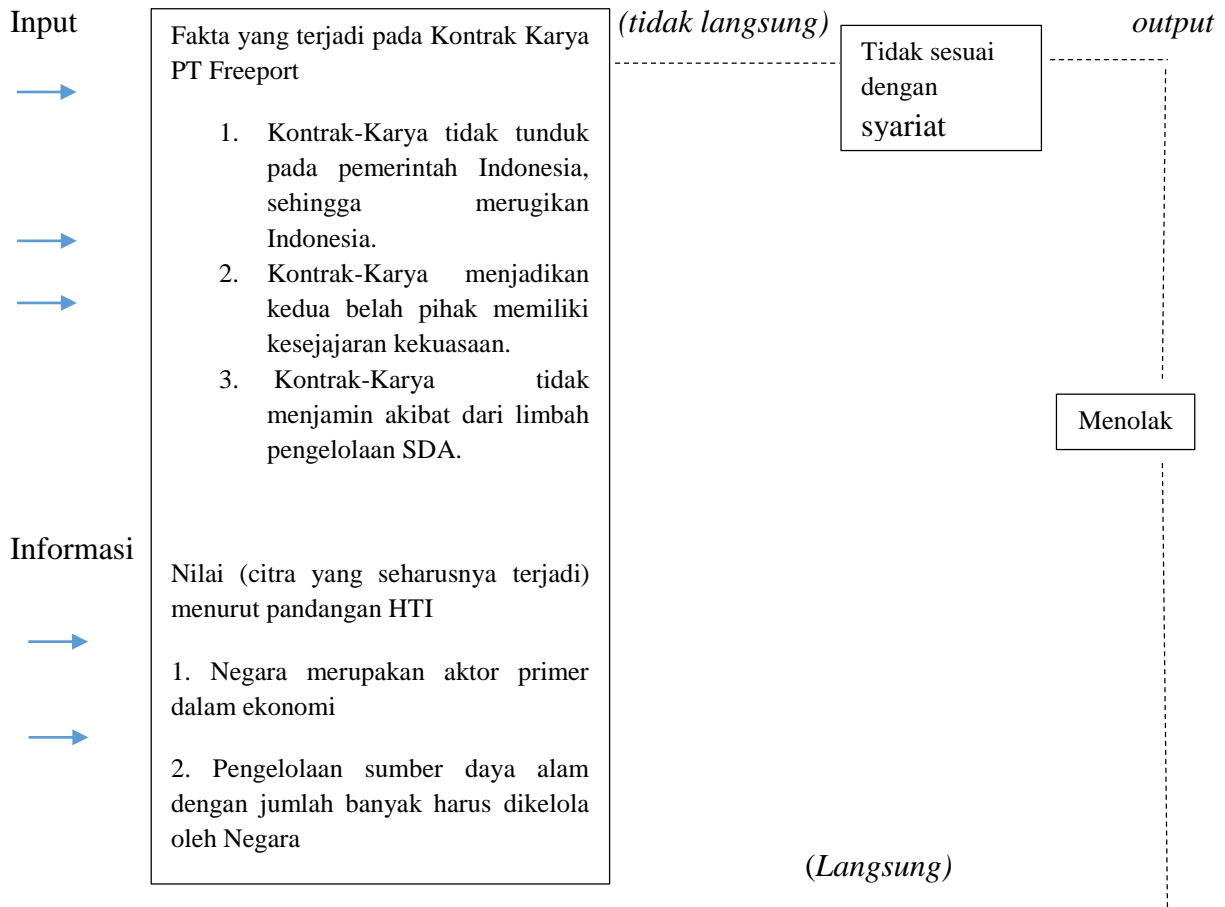 Input
(tidak langsung)
output
Fakta yang terjadi pada Kontrak Karya
PT Freeport
1. Kontrak-Karya tidak tunduk
pada pemerintah Indonesia,
sehingga merugikan
Indonesia.
2. Kontrak-Karya menjadikan
kedua belah pihak memiliki
kesejajaran kekuasaan.
3. Kontrak-Karya tidak
menjamin akibat dari limbah
pengelolaan SDA.
Tidak sesuai
dengan
syariat
Menolak
Informasi
Nilai (citra yang seharusnya terjadi)
menurut pandangan HTI
1. Negara merupakan aktor primer
dalam ekonomi
2. Pengelolaan sumber daya alam
dengan jumlah banyak harus dikelola
oleh Negara
(Langsung)